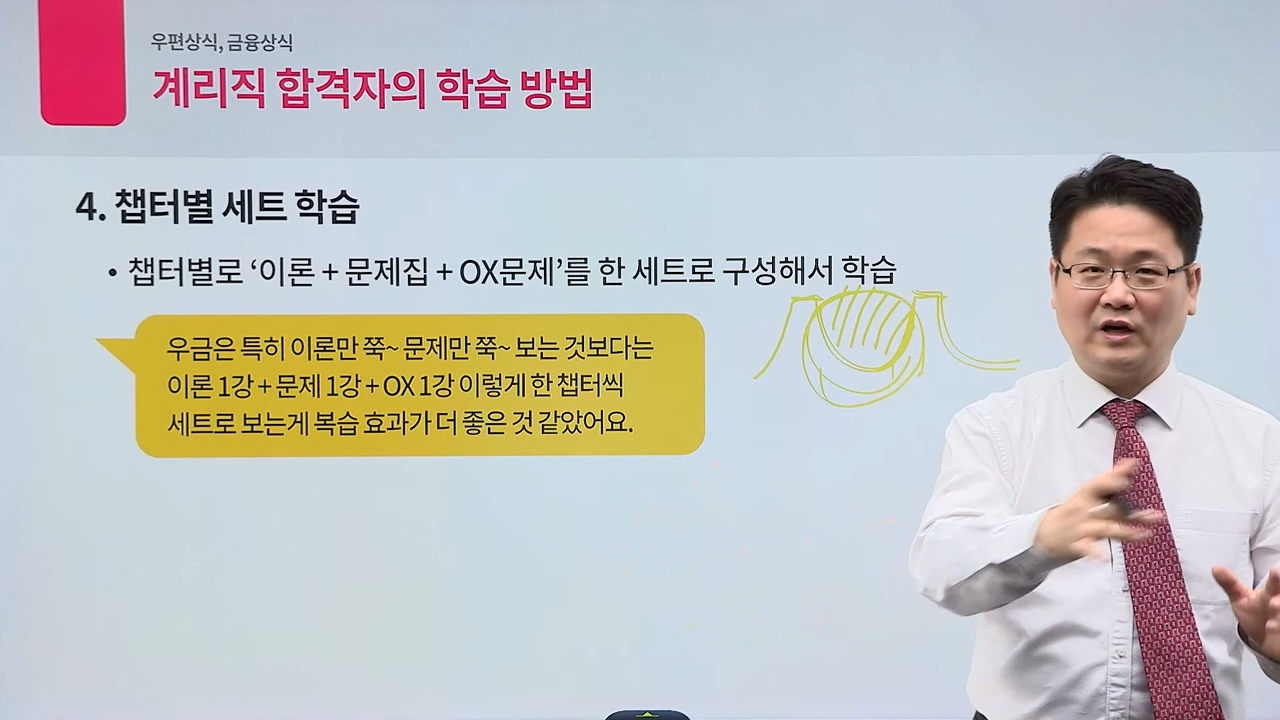 우편상식, 금융상식
계리직 합격자의 학습 방법
4. 챕터별 세트 학습
• 챕터별로 ‘이론 + 문제집 + OX문제’를 한 세트로 구성해서 학습
우금은 특히 이론만 쭉~ 문제만 쭉~ 보는 것보다는
이론 1강 + 문제 1강 + OX 1강 이렇게 한 챕터씩
세트로 보는게 복습 효과가 더 좋은 것 같았어요.